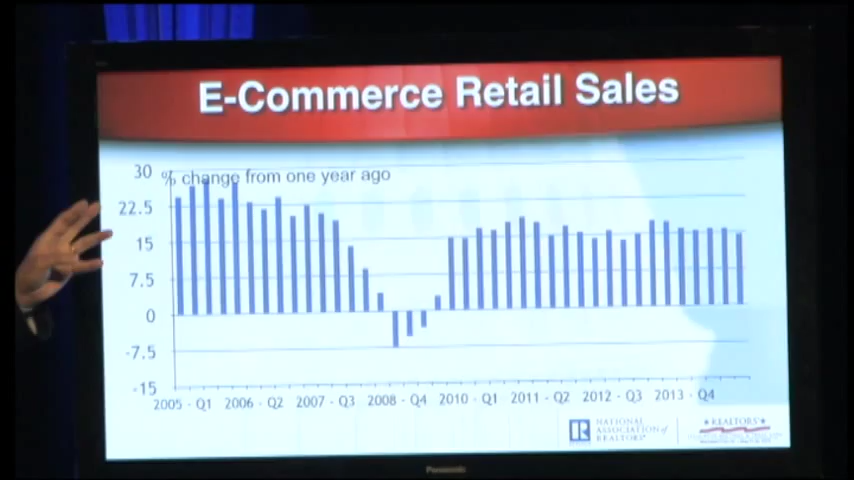 E-Commerce Retail Sales
% change from one year ago
30
22.5
15
7.5
0
-7.5
-15
2005 - Q1 2006 - Q2 2007 - Q3 2008 - Q4 2010 - Q1 2011 - Q2 2012 - Q3 2013 - Q4
NATIONAL
ASSOCIATION of
REALTORS®
REALTORS®
Panasonic